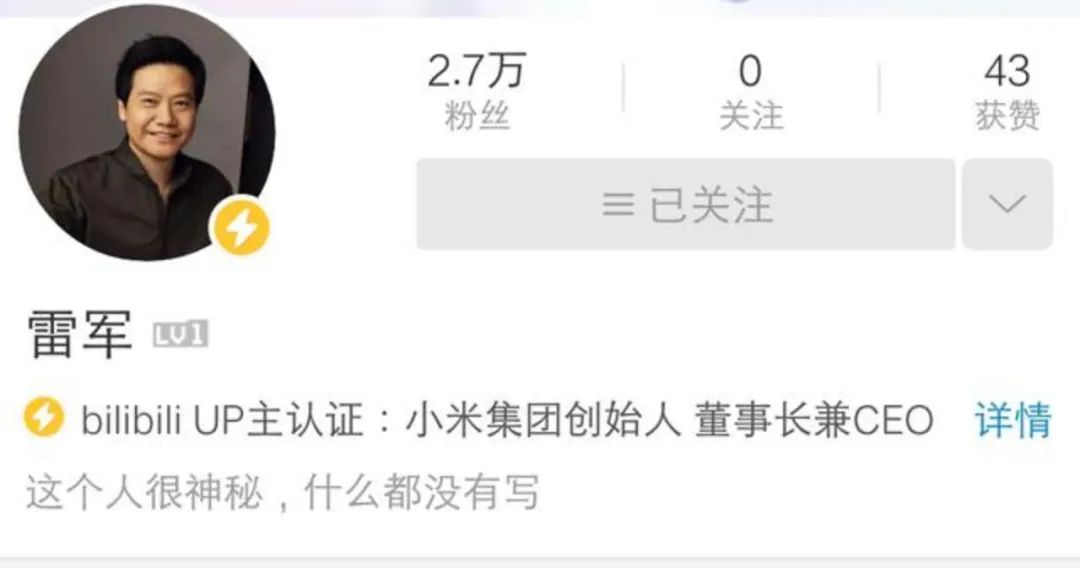 2.7万 0 43
粉丝 关注 获赞
已关注
雷军 LV1
bilibili UP主认证：小米集团创始人 董事长兼CEO 详情
这个人很神秘，什么都没有写